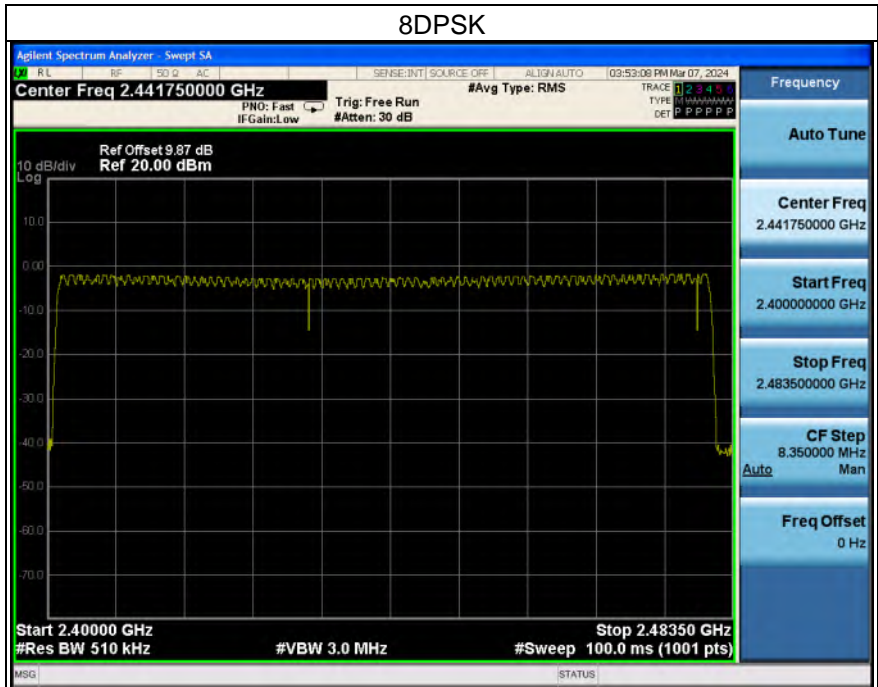 8DPSK
Agilent Spectrum Analyzer - Swept SA
RL RF 50 Ω AC SENSE:INT SOURCE OFF ALIGN AUTO 03:53:08 PM Mar 07, 2024
Center Freq 2.441750000 GHz #Avg Type: RMS TRACE 1 2 3 4 5 6
PNO: Fast Trig: Free Run TYPE M WWWWW
IFGain:Low #Atten: 30 dB DET P P P P P P
Frequency
Auto Tune
Ref Offset 9.87 dB
10 dB/div Ref 20.00 dBm
Log
10.0
0.00
-10.0
-20.0
-30.0
-40.0
-50.0
-60.0
-70.0
Center Freq
2.441750000 GHz
Start Freq
2.400000000 GHz
Stop Freq
2.483500000 GHz
CF Step
8.350000 MHz
Auto Man
Freq Offset
0 Hz
Start 2.40000 GHz Stop 2.48350 GHz
#Res BW 510 kHz #VBW 3.0 MHz #Sweep 100.0 ms (1001 pts)
MSG STATUS